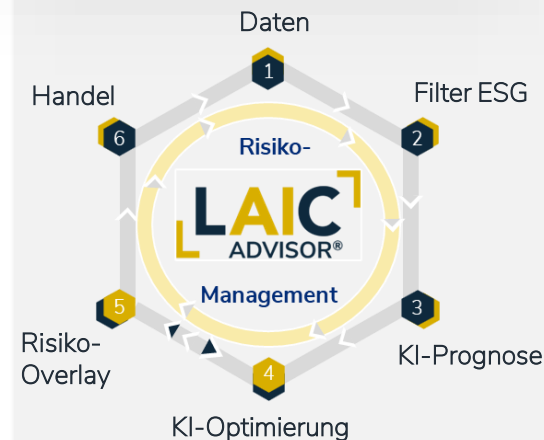 Daten
1
Filter ESG
2
3
KI-Prognose
4
KI-Optimierung
5
Risiko-
Overlay
Handel
6
Risiko-
LAIC
ADVISOR®
Management